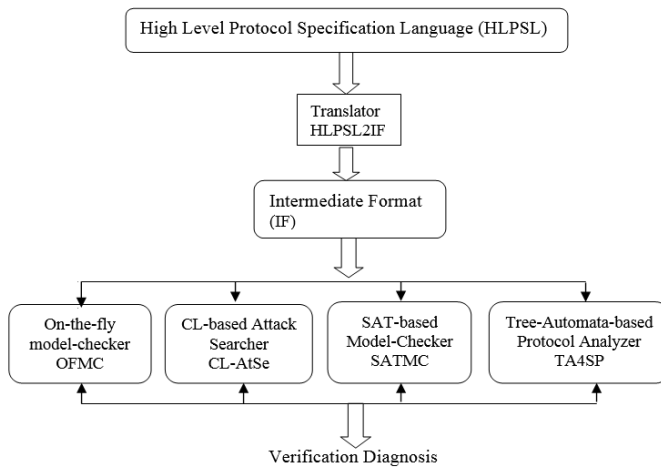 High Level Protocol Specification Language (HLPSL)
Translator
HLPSL2IF
Intermediate Format
(IF)
On-the-fly
model-checker
OFMC
CL-based Attack
Searcher
CL-AtSe
SAT-based
Model-Checker
SATMC
Tree-Automata-based
Protocol Analyzer
TA4SP
Verification Diagnosis